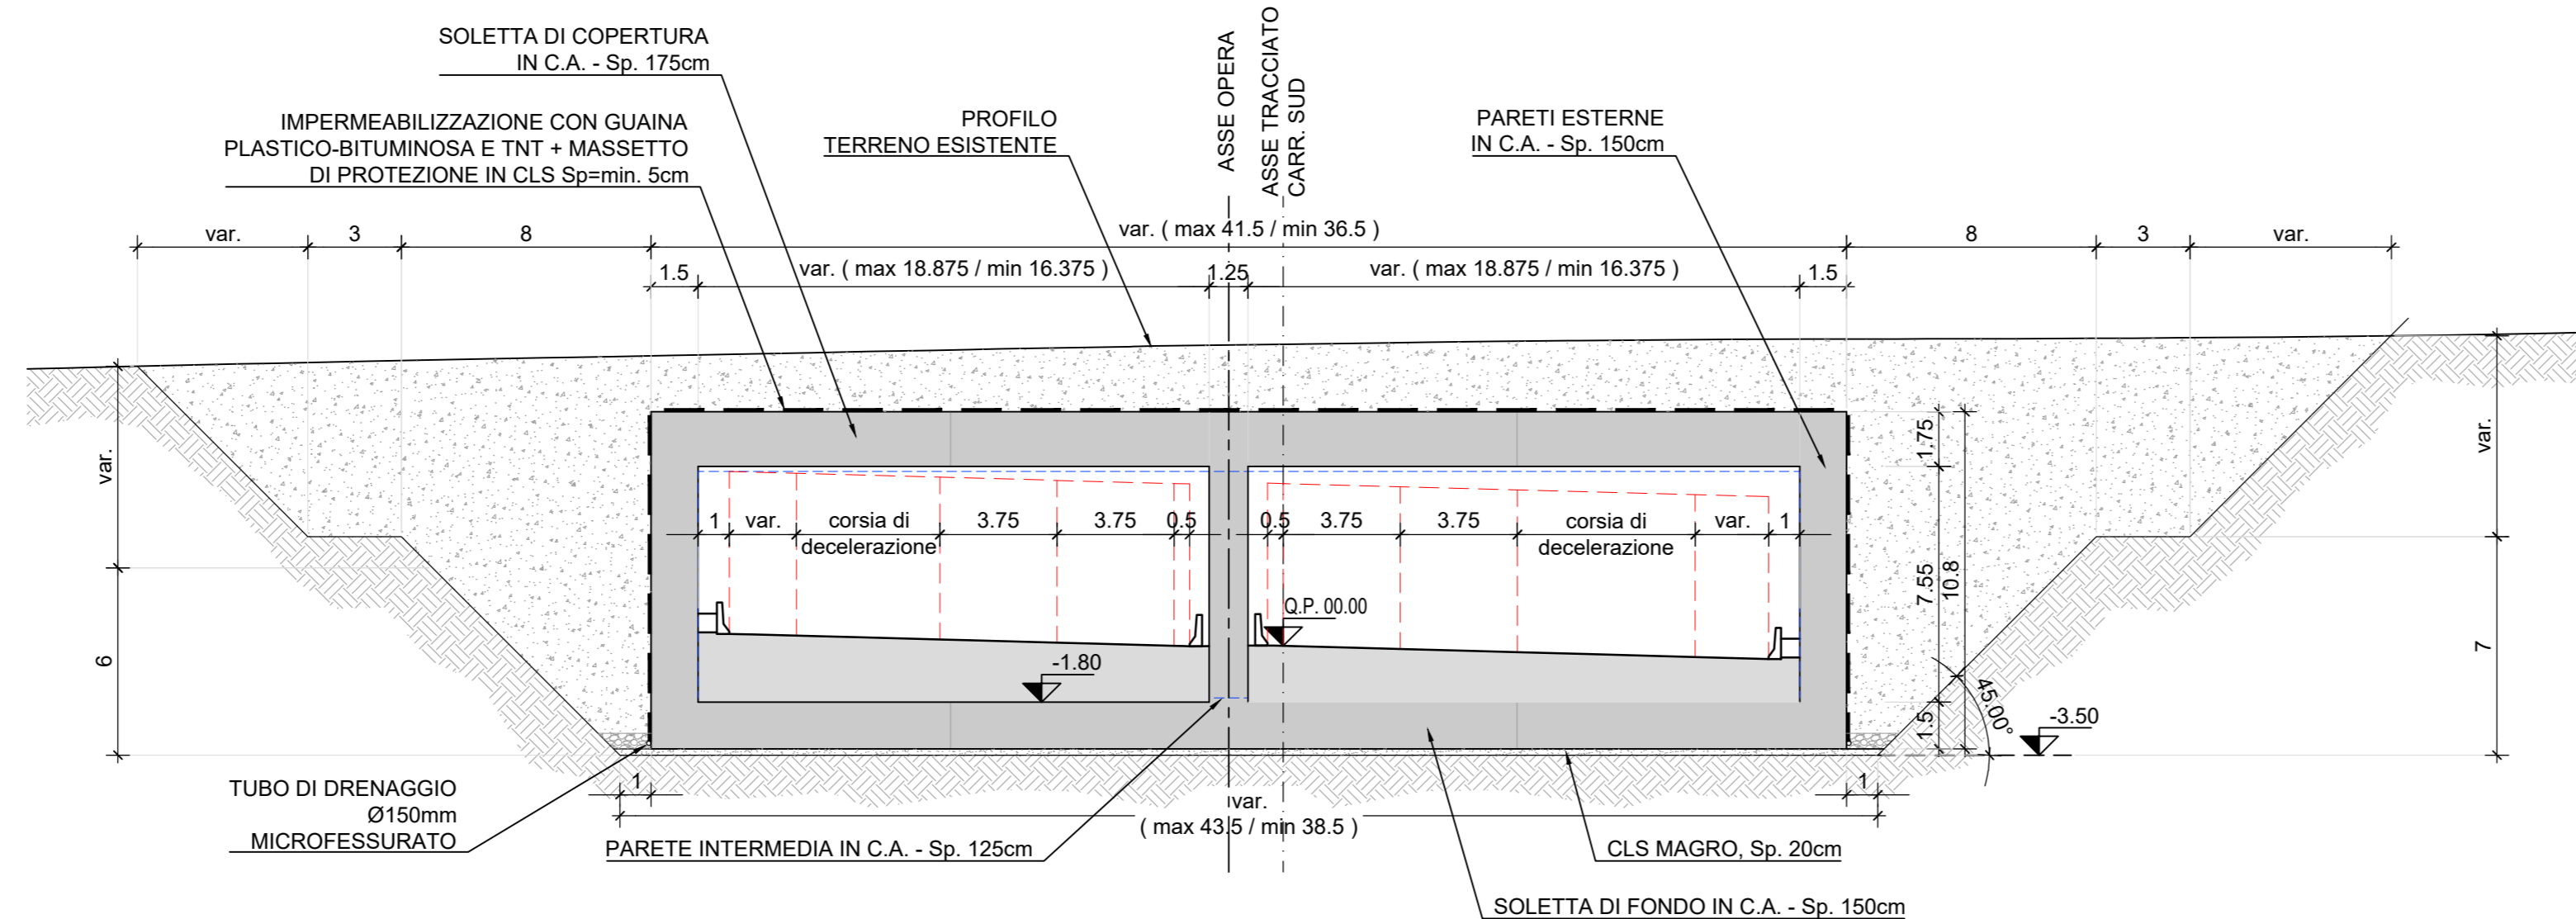 SOLETTA DI COPERTURA
IN C.A. - Sp. 175cm
IMPERMEABILIZZAZIONE CON GUAINA
PLASTICO-BITUMINOSA E TNT + MASSETTO
DI PROTEZIONE IN CLS Sp=min. 5cm
PROFILO
TERRENO ESISTENTE
ASSE OPERA
ASSE TRACCIATO
CARR. SUD
PARETI ESTERNE
IN C.A. - Sp. 150cm
var.
3
8
var. ( max 41.5 / min 36.5 )
8
3
var.
1.5
var. ( max 18.875 / min 16.375 )
1.25
var. ( max 18.875 / min 16.375 )
1.5
var.
6
1
var.
corsia di
decelerazione
3.75
3.75
0.5
0.5
3.75
3.75
corsia di
decelerazione
var.
1
Q.P. 00.00
-1.80
1.75
7.55
10.8
1.5
45.00°
-3.50
var.
7
1
1
var.
( max 43.5 / min 38.5 )
TUBO DI DRENAGGIO
Ø150mm
MICROFESSURATO
PARETE INTERMEDIA IN C.A. - Sp. 125cm
CLS MAGRO, Sp. 20cm
SOLETTA DI FONDO IN C.A. - Sp. 150cm